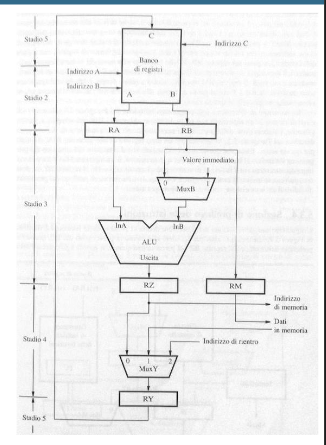 Stadio 5
C
Indirizzo C
Banco
di registri
Indirizzo A
Indirizzo B
A
B
Stadio 2
RA
RB
Valore immediato
0
1
MuxB
Stadio 3
InA
InB
ALU
Uscita
RZ
RM
Indirizzo
di memoria
Dati
in memoria
Stadio 4
Indirizzo di rientro
0
1
2
MuxY
RY
Stadio 5